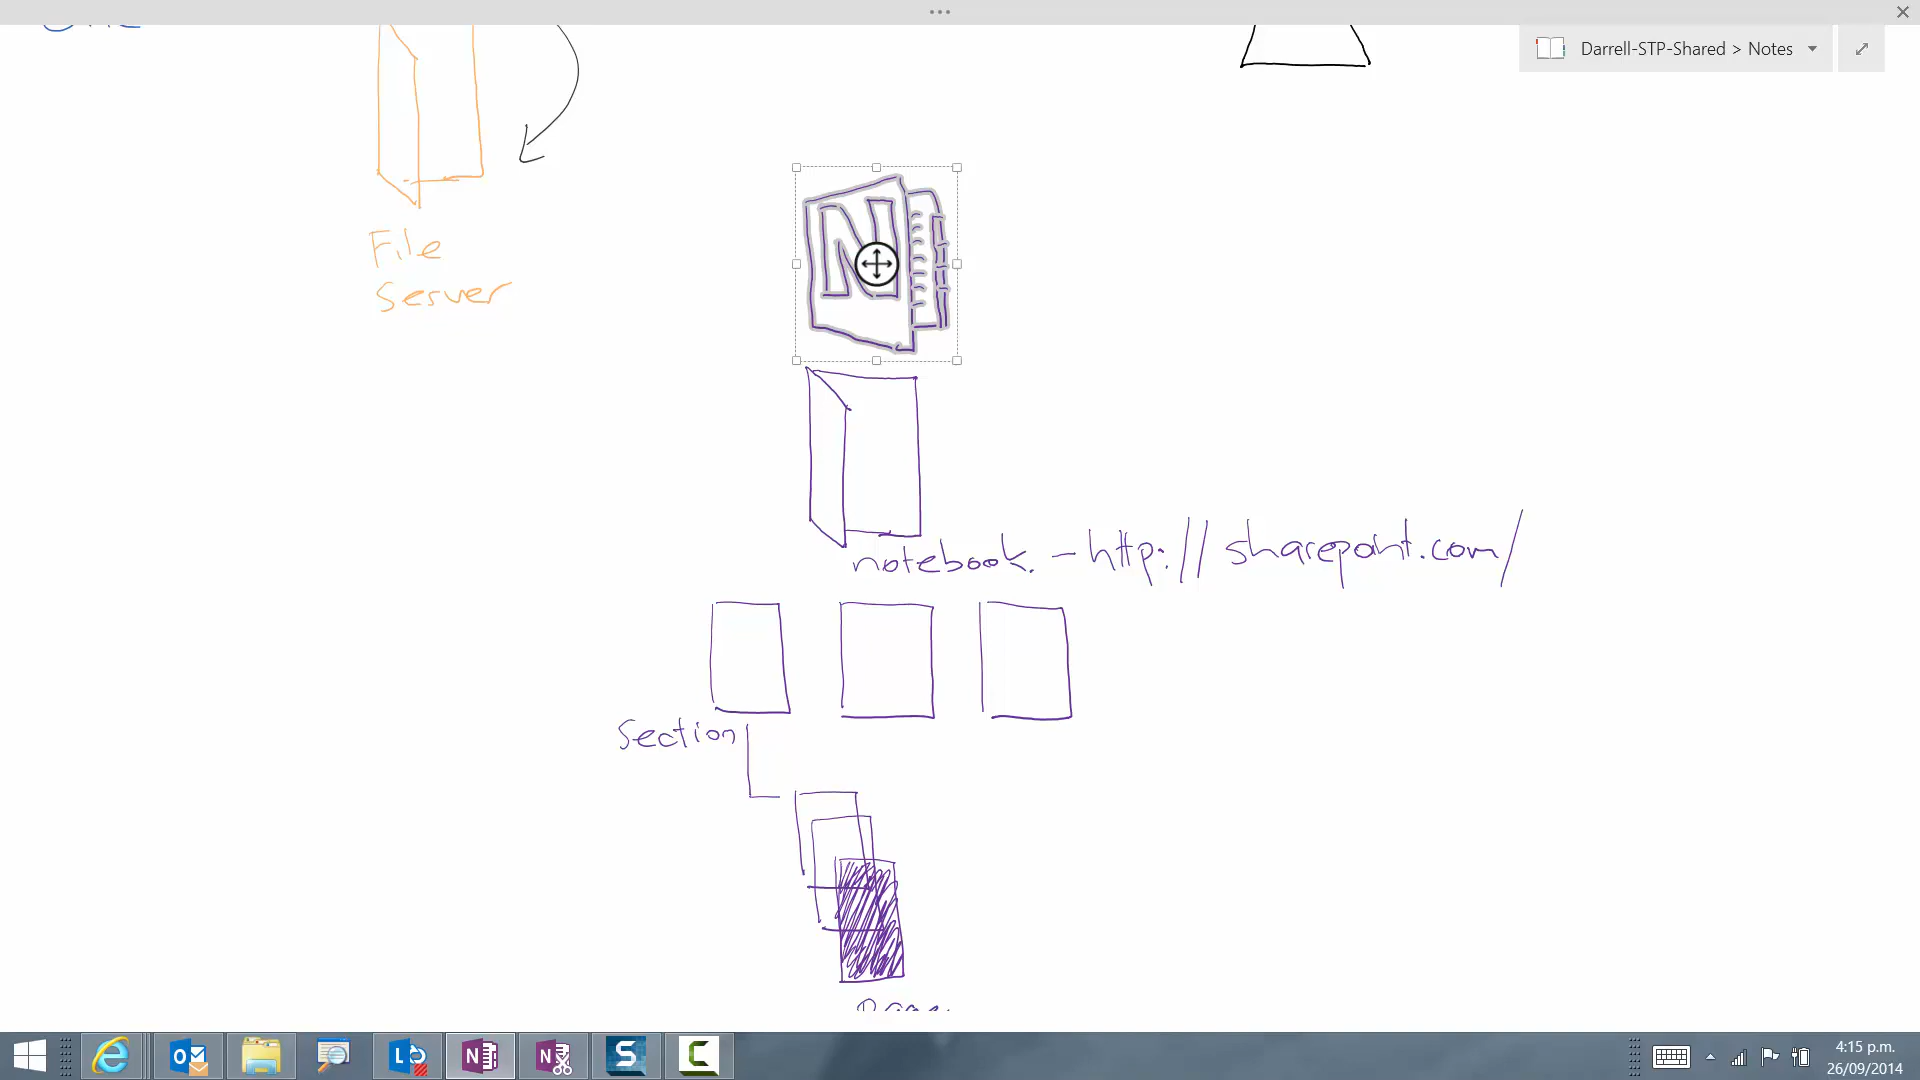 Darrell-STP-Shared > Notes
File
Server
N
notebook. - http://sharepoint.com/
Section
4:15 p.m.
26/09/2014